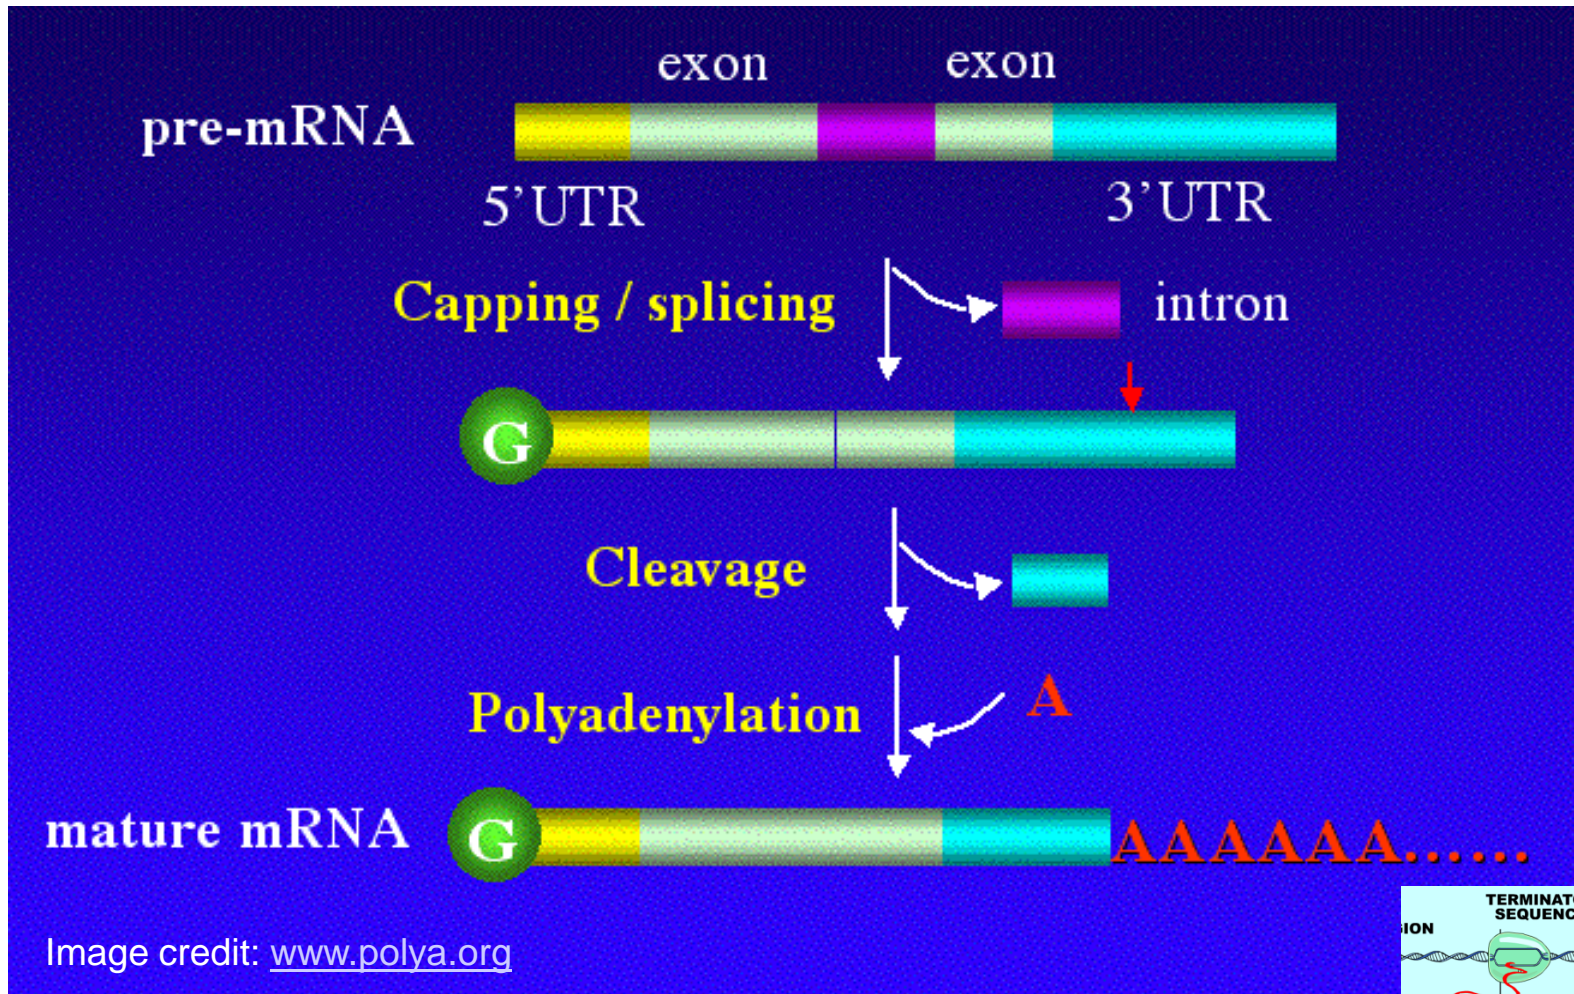 exon exon
pre-mRNA
5’UTR 3’UTR
Capping / splicing intron
G
Cleavage
Polyadenylation A
mature mRNA G AAAAAA......
Image credit: www.polya.org